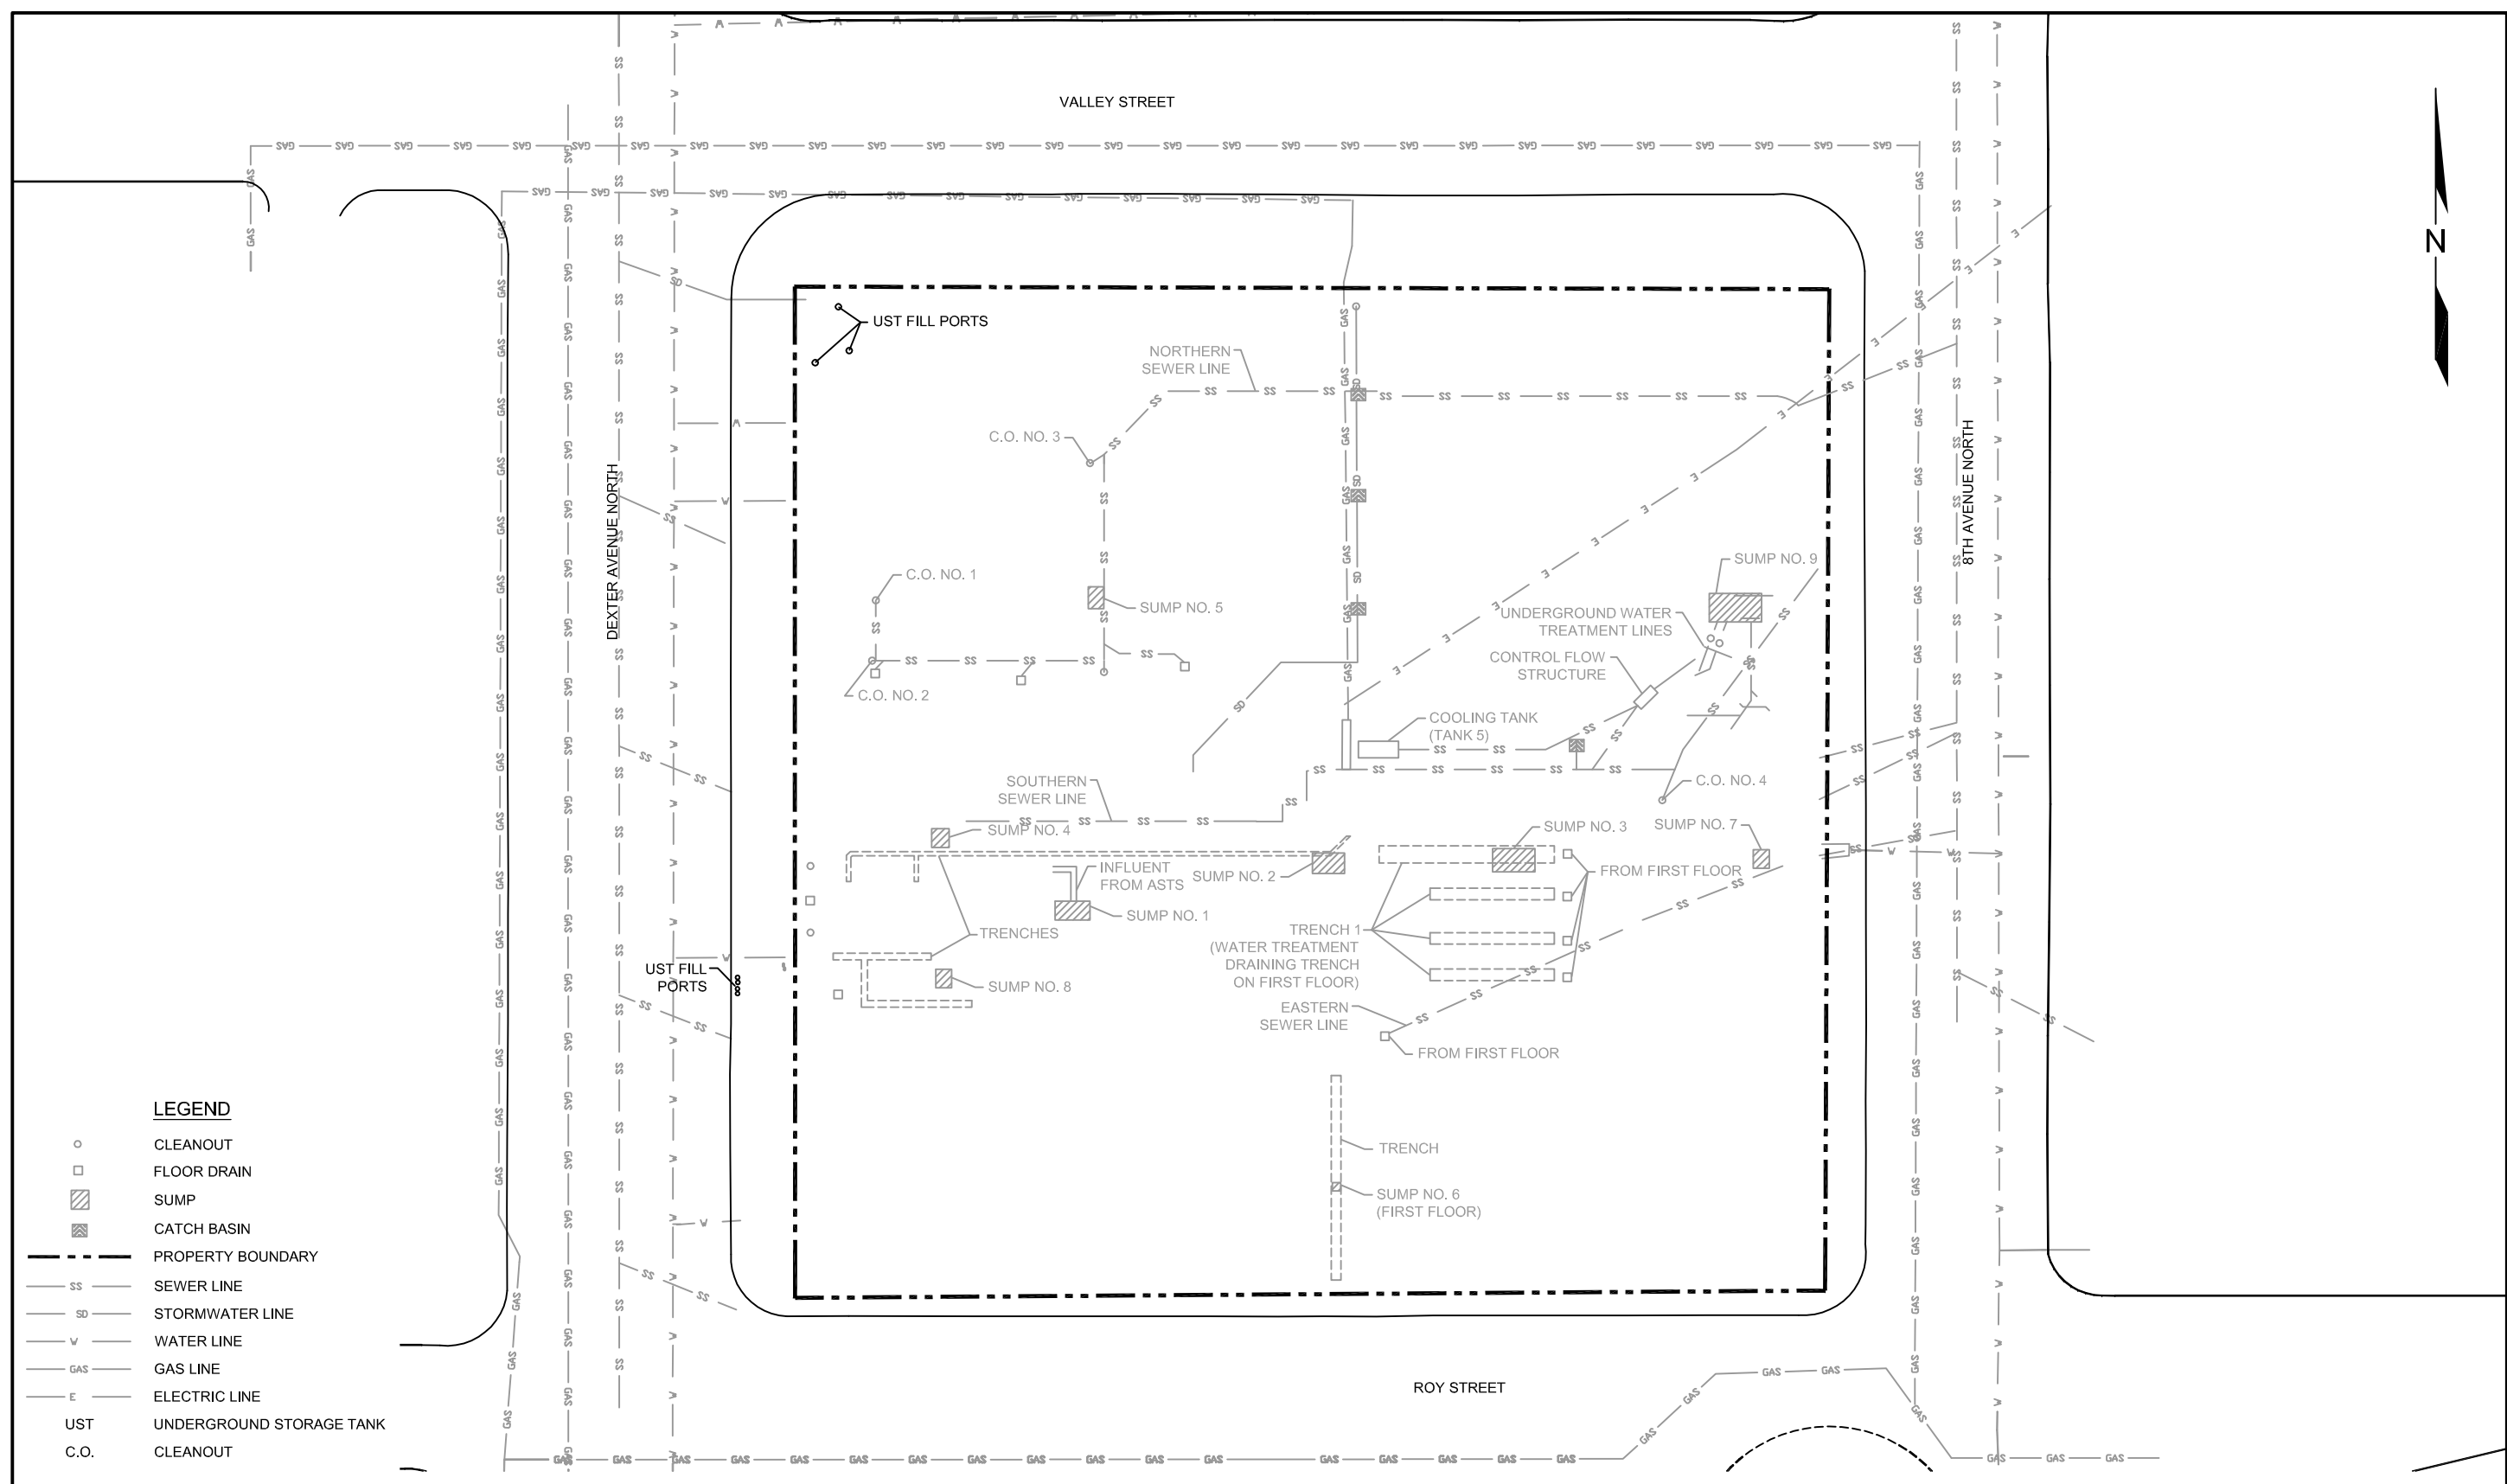 VALLEY STREET
N
UST FILL PORTS
NORTHERN
SEWER LINE
C.O. NO. 3
DEXTER AVENUE NORTH
8TH AVENUE NORTH
C.O. NO. 1
SUMP NO. 5
SUMP NO. 9
UNDERGROUND WATER
TREATMENT LINES
CONTROL FLOW
STRUCTURE
C.O. NO. 2
COOLING TANK
(TANK 5)
SOUTHERN
SEWER LINE
C.O. NO. 4
SUMP NO. 4
SUMP NO. 3
SUMP NO. 7
INFLUENT
FROM ASTS
SUMP NO. 2
FROM FIRST FLOOR
SUMP NO. 1
TRENCHES
TRENCH 1
(WATER TREATMENT
DRAINING TRENCH
ON FIRST FLOOR)
UST FILL
PORTS
SUMP NO. 8
EASTERN
SEWER LINE
FROM FIRST FLOOR
TRENCH
SUMP NO. 6
(FIRST FLOOR)
ROY STREET
LEGEND
CLEANOUT
FLOOR DRAIN
SUMP
CATCH BASIN
PROPERTY BOUNDARY
SS SEWER LINE
SD STORMWATER LINE
W WATER LINE
GAS GAS LINE
E ELECTRIC LINE
UST UNDERGROUND STORAGE TANK
C.O. CLEANOUT